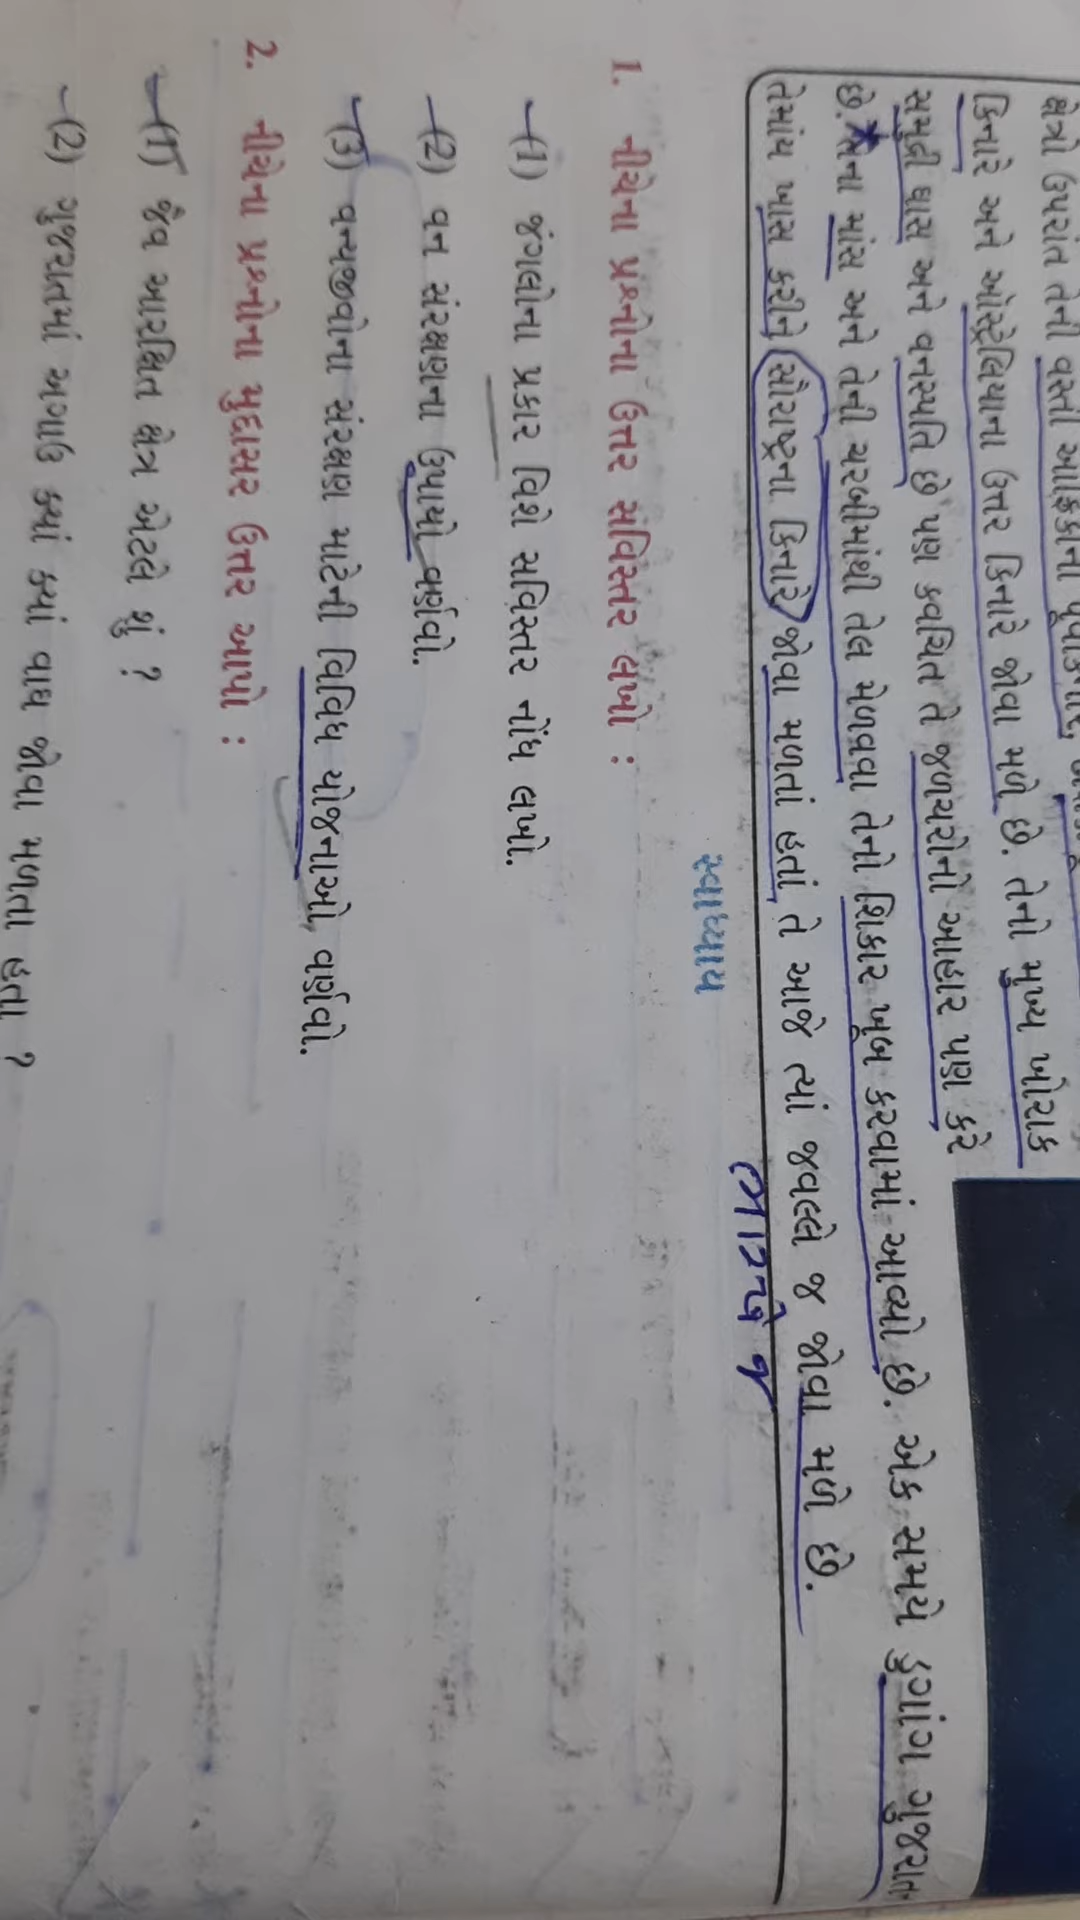 ક્ષેત્રો ઉપરાંત તેની વસ્તી આફ્રિકાના
કિનારે અને ઓસ્ટ્રેલિયાના ઉત્તર કિનારે જોવા મળે છે. તેનો મુખ્ય ખોરાક
સમુદ્રી ઘાસ અને વનસ્પતિ છે પણ ક્વચિત તે જળચરોનો આહાર પણ કરે
છે. તેના માંસ અને તેની ચરબીમાંથી તેલ મેળવવા તેનો શિકાર ખૂબ કરવામાં આવ્યો છે. એક સમયે ડુગાંગ ગુજરાત
તેમાંય ખાસ કરીને સૌરાષ્ટ્રના કિનારે જોવા મળતાં હતાં, તે આજે ત્યાં જવલ્લે જ જોવા મળે છે.
ભાગ્યે જ
સ્વાધ્યાય
1. નીચેના પ્રશ્નોના ઉત્તર સવિસ્તર લખો :
(1) જંગલોના પ્રકાર વિશે સવિસ્તર નોંધ લખો.
(2) વન સંરક્ષણના ઉપાયો વર્ણવો.
(3) વન્યજીવોના સંરક્ષણ માટેની વિવિધ યોજનાઓ વર્ણવો.
2. નીચેના પ્રશ્નોના મુદ્દાસર ઉત્તર આપો :
(1) જૈવ આરક્ષિત ક્ષેત્ર એટલે શું ?
(2) ગુજરાતમાં અગાઉ ક્યાં ક્યાં વાઘ જોવા મળતા હતા ?